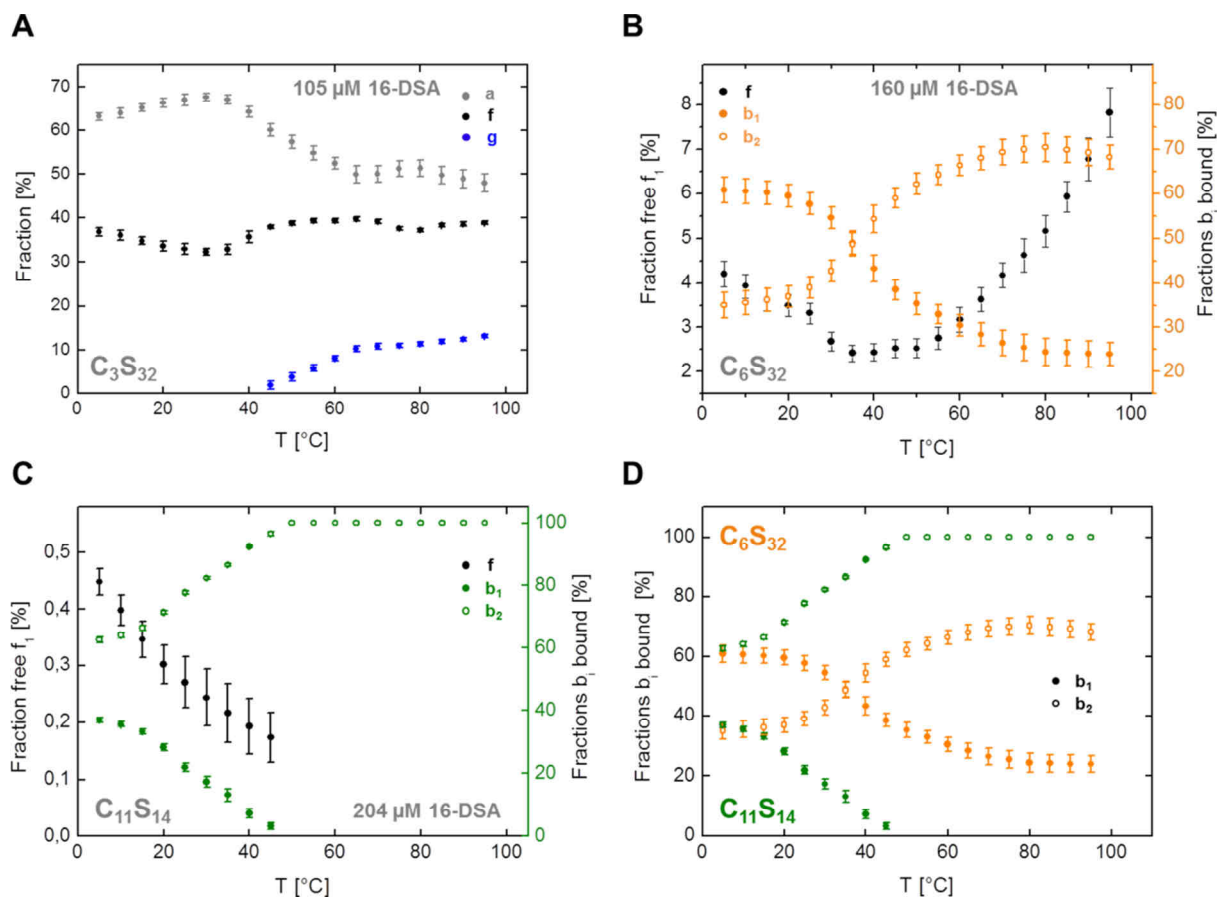 A
105 µM 16-DSA
a
f
g
70
60
50
40
30
20
10
0
Fraction [%]
C3S32
0 20 40 60 80 100
T [°C]
B
160 µM 16-DSA
f
b1
b2
8
7
6
5
4
3
2
Fraction free f1 [%]
80
70
60
50
40
30
20
Fractions bi bound [%]
C6S32
0 20 40 60 80 100
T [°C]
C
f
b1
b2
0,5
0,4
0,3
0,2
0,1
0,0
Fraction free f1 [%]
100
80
60
40
20
0
Fractions bi bound [%]
C11S14
204 µM 16-DSA
0 20 40 60 80 100
T [°C]
D
C6S32
b1
b2
100
80
60
40
20
0
Fractions bi bound [%]
C11S14
0 20 40 60 80 100
T [°C]